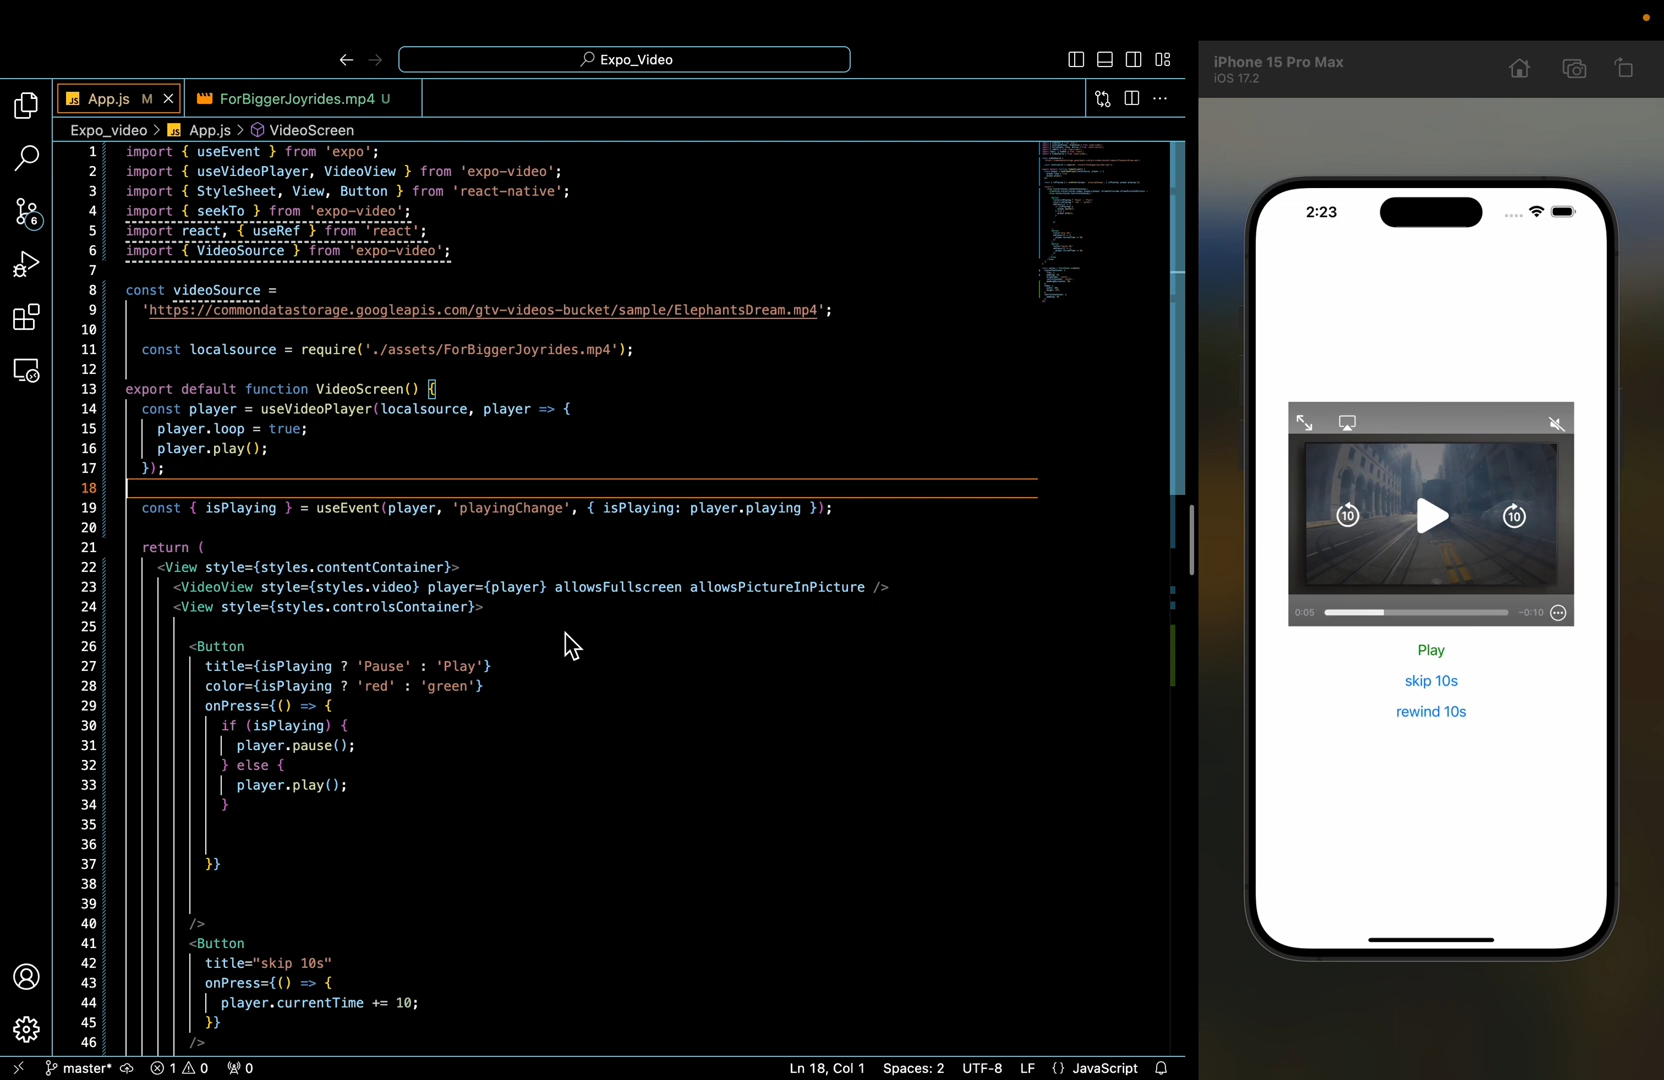 Expo_Video
iPhone 15 Pro Max
iOS 17.2
App.js M
ForBiggerJoyrides.mp4 U
Expo_video > App.js > VideoScreen
1 import { useEvent } from 'expo';
2 import { useVideoPlayer, VideoView } from 'expo-video';
3 import { StyleSheet, View, Button } from 'react-native';
4 import { seekTo } from 'expo-video';
5 import react, { useRef } from 'react';
6 import { VideoSource } from 'expo-video';
7
8 const videoSource =
9 'https://commondatastorage.googleapis.com/gtv-videos-bucket/sample/ElephantsDream.mp4';
10
11 const localsource = require('./assets/ForBiggerJoyrides.mp4');
12
13 export default function VideoScreen() {
14 const player = useVideoPlayer(localsource, player => {
15 player.loop = true;
16 player.play();
17 });
18
19 const { isPlaying } = useEvent(player, 'playingChange', { isPlaying: player.playing });
20
21 return (
22 <View style={styles.contentContainer}>
23 <VideoView style={styles.video} player={player} allowsFullscreen allowsPictureInPicture />
24 <View style={styles.controlsContainer}>
25
26 <Button
27 title={isPlaying ? 'Pause' : 'Play'}
28 color={isPlaying ? 'red' : 'green'}
29 onPress={() => {
30 if (isPlaying) {
31 player.pause();
32 } else {
33 player.play();
34 }
35
36
37 }}
38
39
40 />
41 <Button
42 title="skip 10s"
43 onPress={() => {
44 player.currentTime += 10;
45 }}
46 />
6
master*
1 0
0
Ln 18, Col 1
Spaces: 2
UTF-8
LF
{} JavaScript
2:23
10
10
0:05
-0:10
Play
skip 10s
rewind 10s